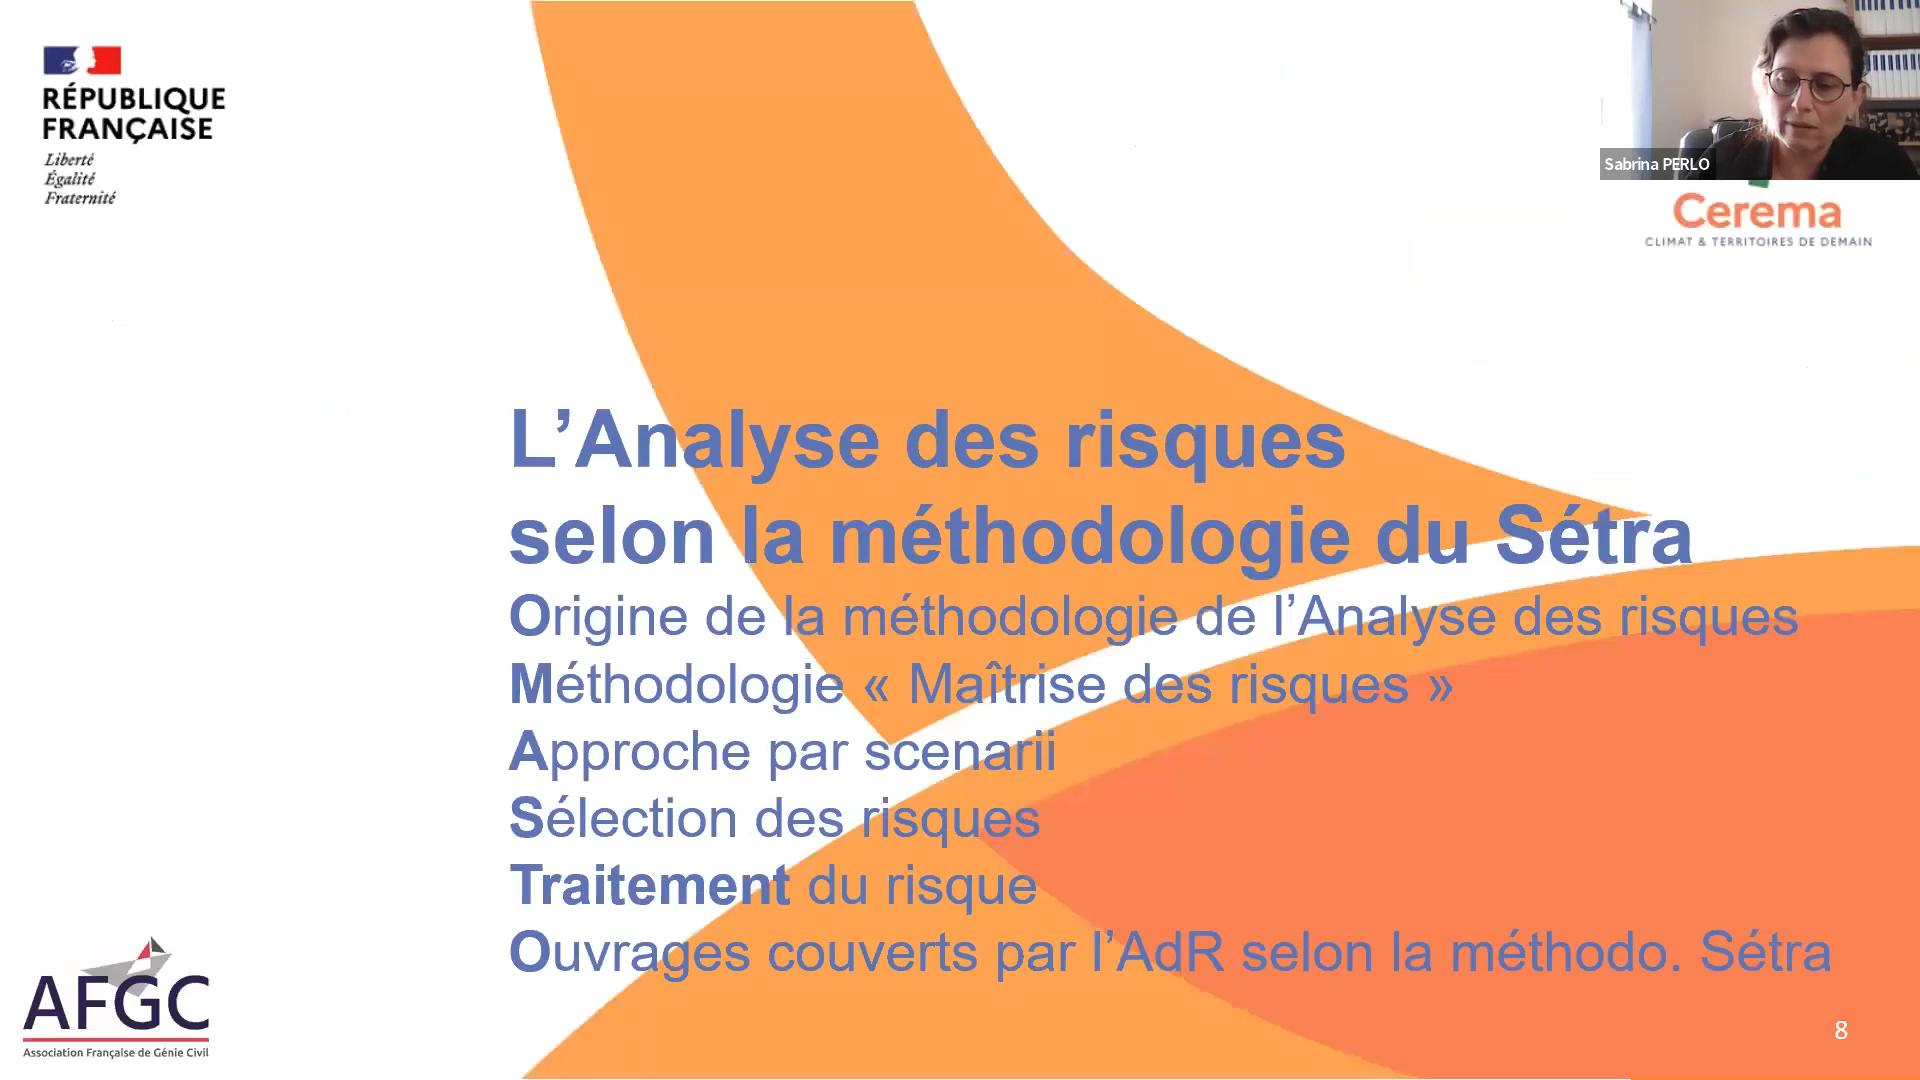 RÉPUBLIQUE
FRANÇAISE
Liberté
Égalité
Fraternité
Sabrina PERLO
Cerema
CLIMAT & TERRITOIRES DE DEMAIN
L’Analyse des risques
selon la méthodologie du Sétra
Origine de la méthodologie de l’Analyse des risques
Méthodologie « Maîtrise des risques »
Approche par scenarii
Sélection des risques
Traitement du risque
Ouvrages couverts par l’AdR selon la méthodo. Sétra
AFGC
Association Française de Génie Civil
8